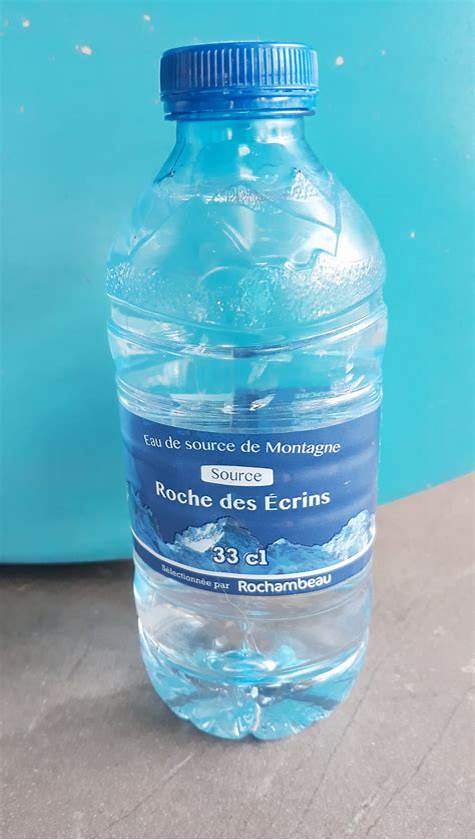 Eau de source de Montagne
Source
Roche des Écrins
33 cl
Sélectionnée par Rochambeau